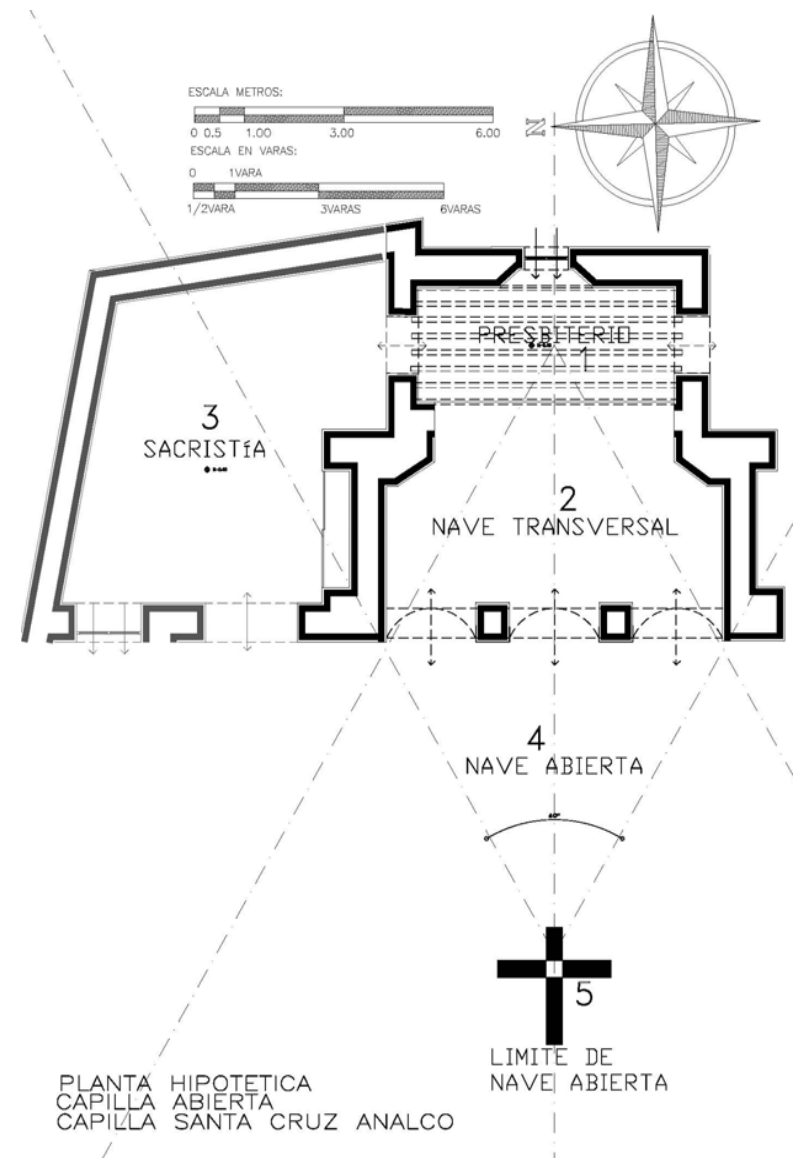 ESCALA METROS:
0 0.5 1.00 3.00 6.00
ESCALA EN VARAS:
0 1VARA
1/2VARA 3VARAS 6VARAS
N
PRESBITERIO
1
3
SACRISTÍA
2
NAVE TRANSVERSAL
4
NAVE ABIERTA
60°
5
LIMITE DE
NAVE ABIERTA
PLANTA HIPOTETICA
CAPILLA ABIERTA
CAPILLA SANTA CRUZ ANALCO